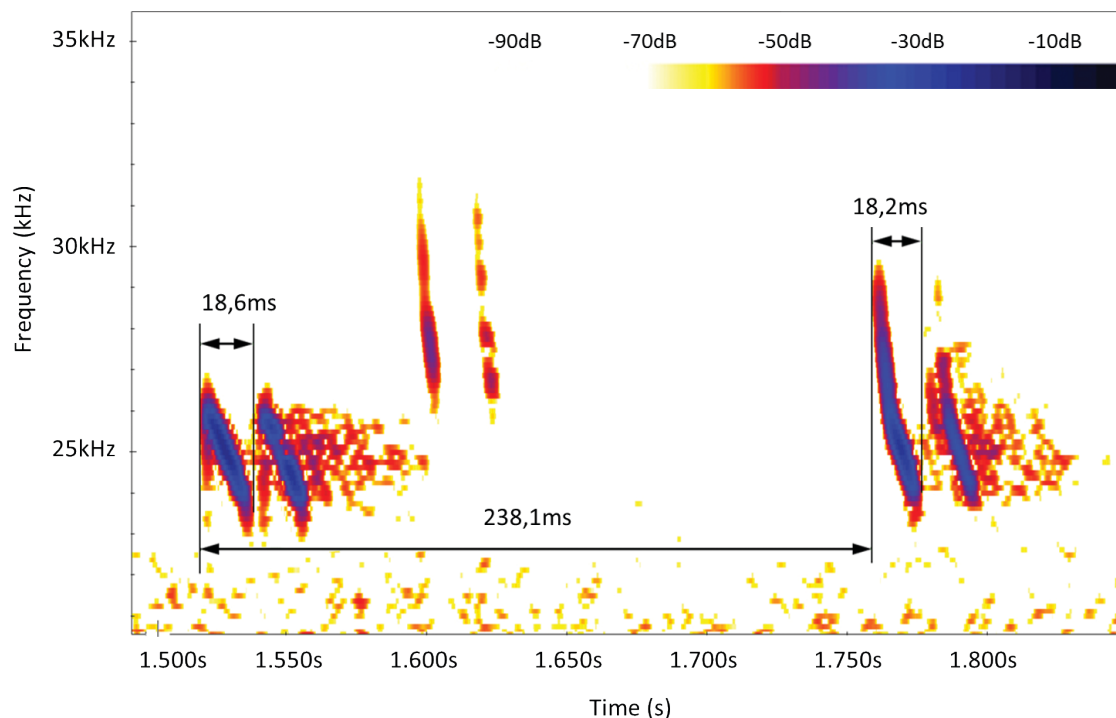 35kHz
-90dB -70dB -50dB -30dB -10dB
30kHz
18,2ms
Frequency (kHz)
18,6ms
25kHz
238,1ms
1.500s 1.550s 1.600s 1.650s 1.700s 1.750s 1.800s
Time (s)